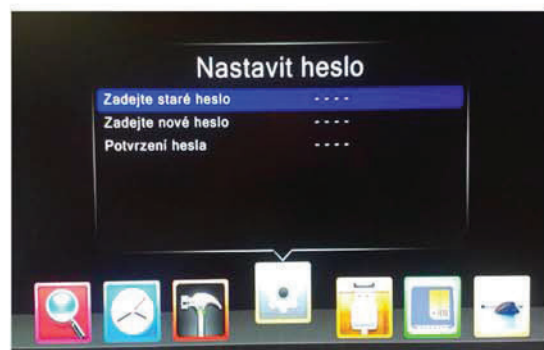 Nastavit heslo
Zadejte staré heslo - - - -
Zadejte nové heslo - - - -
Potvrzení hesla - - - -